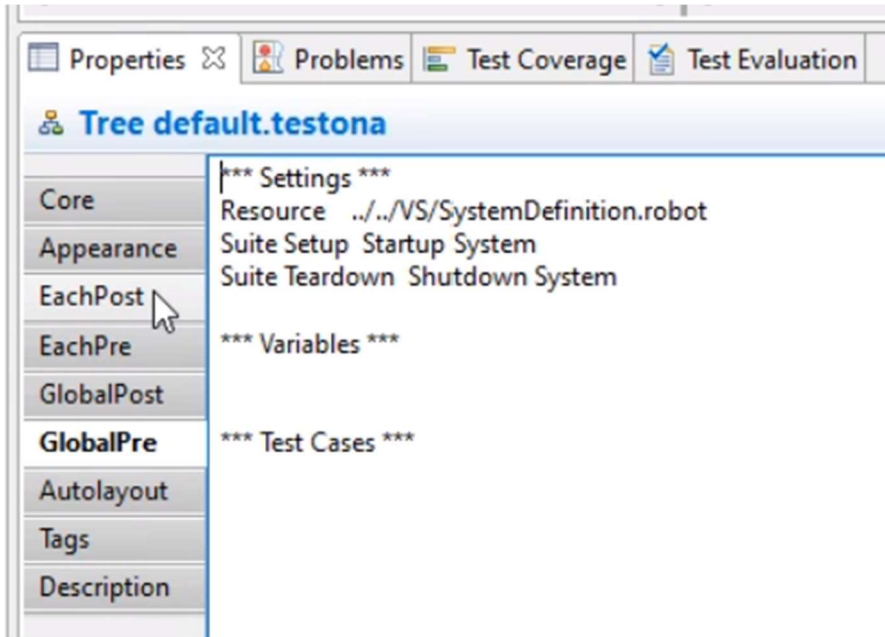 Properties
Problems
Test Coverage
Test Evaluation
Tree default.testona
Core
Appearance
EachPost
EachPre
GlobalPost
GlobalPre
Autolayout
Tags
Description
*** Settings ***
Resource ../../VS/SystemDefinition.robot
Suite Setup Startup System
Suite Teardown Shutdown System
*** Variables ***
*** Test Cases ***